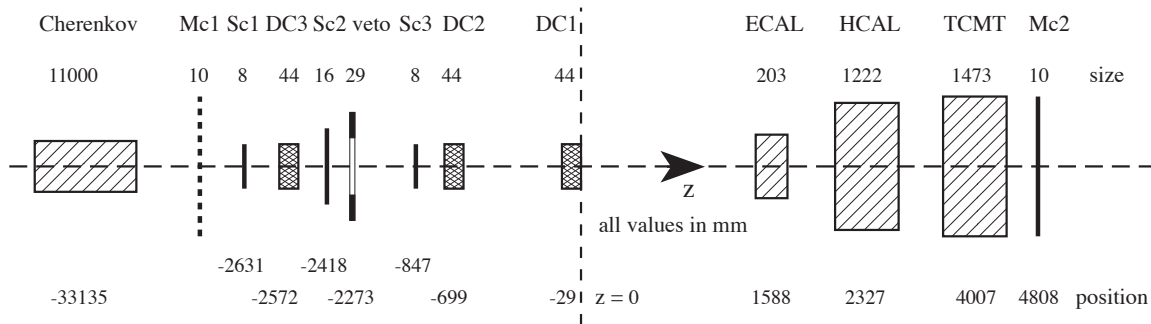 Cherenkov Mc1 Sc1 DC3 Sc2 veto Sc3 DC2 DC1 ECAL HCAL TCMT Mc2
11000 10 8 44 16 29 8 44 44 203 1222 1473 10 size
z
all values in mm
-2631 -2418 -847
-33135 -2572 -2273 -699 -29 z = 0 1588 2327 4007 4808 position